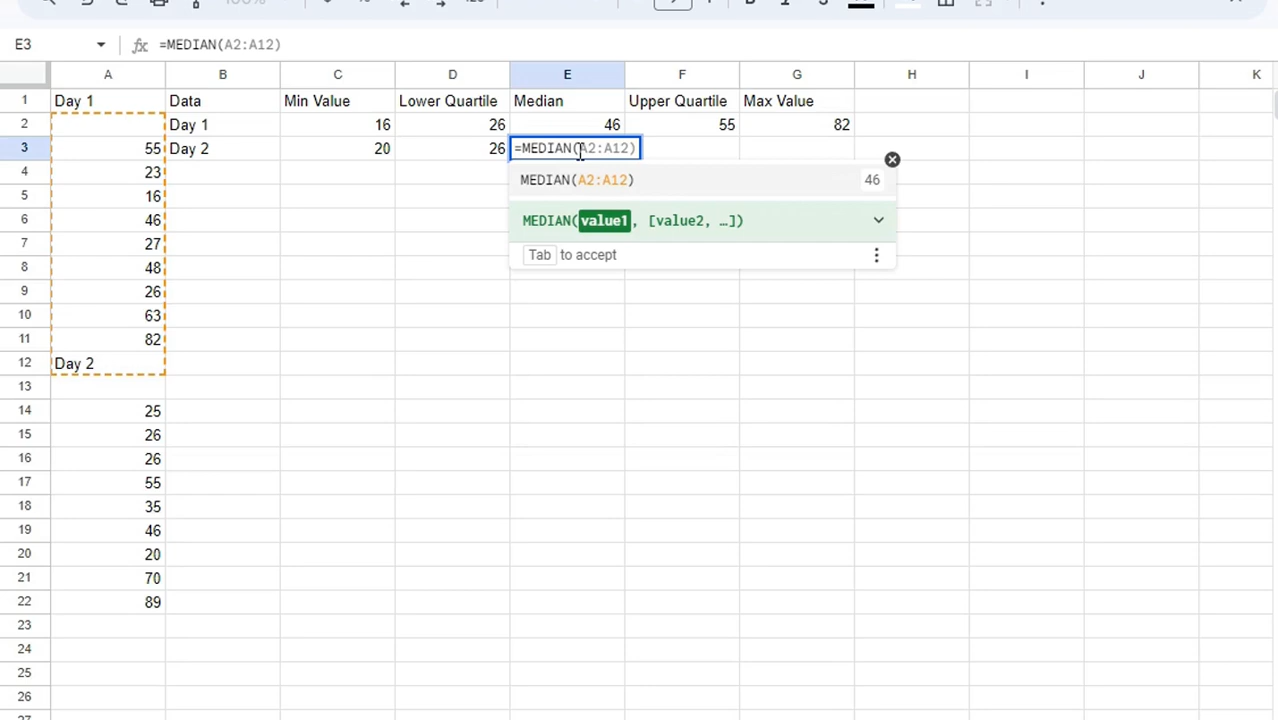 E3 fx =MEDIAN(A2:A12)
A B C D E F G H I J K
1 Day 1 Data Min Value Lower Quartile Median Upper Quartile Max Value
2 Day 1 16 26 46 55 82
3 55 Day 2 20 26 =MEDIAN(A2:A12)
4 23
MEDIAN(A2:A12) 46
5 16
6 46
MEDIAN(value1, [value2, …])
7 27
Tab to accept
8 48
9 26
10 63
11 82
12 Day 2
13
14 25
15 26
16 26
17 55
18 35
19 46
20 20
21 70
22 89
23
24
25
26